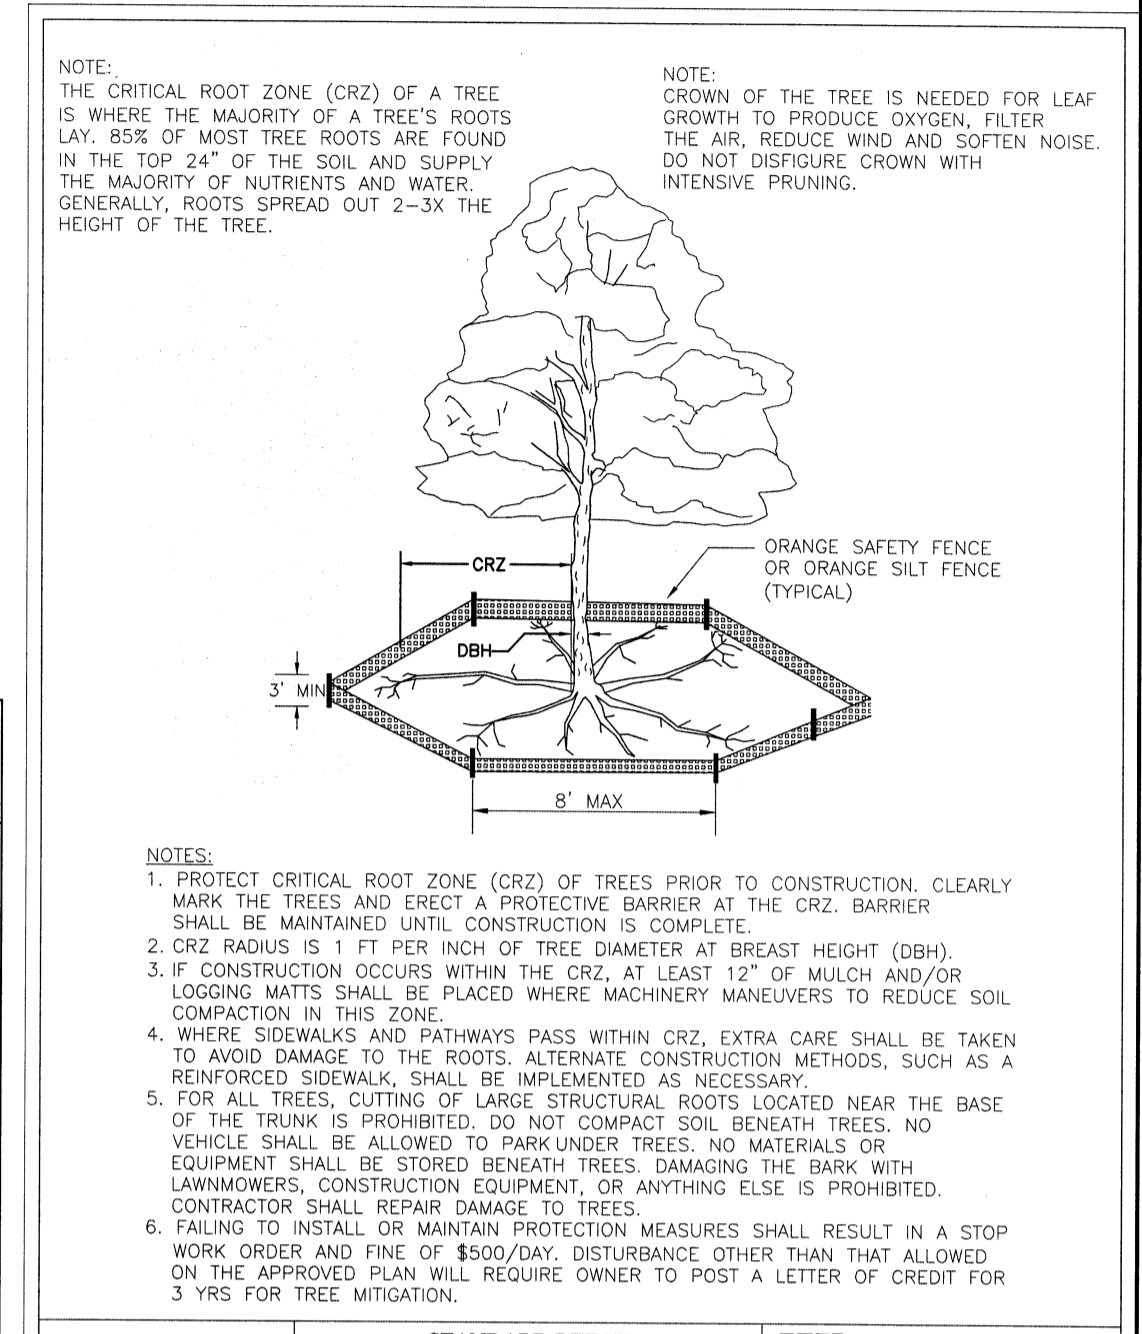 NOTE:
THE CRITICAL ROOT ZONE (CRZ) OF A TREE
IS WHERE THE MAJORITY OF A TREE'S ROOTS
LAY. 85% OF MOST TREE ROOTS ARE FOUND
IN THE TOP 24" OF THE SOIL AND SUPPLY
THE MAJORITY OF NUTRIENTS AND WATER.
GENERALLY, ROOTS SPREAD OUT 2-3X THE
HEIGHT OF THE TREE.
NOTE:
CROWN OF THE TREE IS NEEDED FOR LEAF
GROWTH TO PRODUCE OXYGEN, FILTER
THE AIR, REDUCE WIND AND SOFTEN NOISE.
DO NOT DISFIGURE CROWN WITH
INTENSIVE PRUNING.
ORANGE SAFETY FENCE
OR ORANGE SILT FENCE
(TYPICAL)
CRZ
DBH
3' MIN
8' MAX
NOTES:
1. PROTECT CRITICAL ROOT ZONE (CRZ) OF TREES PRIOR TO CONSTRUCTION. CLEARLY
MARK THE TREES AND ERECT A PROTECTIVE BARRIER AT THE CRZ. BARRIER
SHALL BE MAINTAINED UNTIL CONSTRUCTION IS COMPLETE.
2. CRZ RADIUS IS 1 FT PER INCH OF TREE DIAMETER AT BREAST HEIGHT (DBH).
3. IF CONSTRUCTION OCCURS WITHIN THE CRZ, AT LEAST 12" OF MULCH AND/OR
LOGGING MATTS SHALL BE PLACED WHERE MACHINERY MANEUVERS TO REDUCE SOIL
COMPACTION IN THIS ZONE.
4. WHERE SIDEWALKS AND PATHWAYS PASS WITHIN CRZ, EXTRA CARE SHALL BE TAKEN
TO AVOID DAMAGE TO THE ROOTS. ALTERNATE CONSTRUCTION METHODS, SUCH AS A
REINFORCED SIDEWALK, SHALL BE IMPLEMENTED AS NECESSARY.
5. FOR ALL TREES, CUTTING OF LARGE STRUCTURAL ROOTS LOCATED NEAR THE BASE
OF THE TRUNK IS PROHIBITED. DO NOT COMPACT SOIL BENEATH TREES. NO
VEHICLE SHALL BE ALLOWED TO PARK UNDER TREES. NO MATERIALS OR
EQUIPMENT SHALL BE STORED BENEATH TREES. DAMAGING THE BARK WITH
LAWNMOWERS, CONSTRUCTION EQUIPMENT, OR ANYTHING ELSE IS PROHIBITED.
CONTRACTOR SHALL REPAIR DAMAGE TO TREES.
6. FAILING TO INSTALL OR MAINTAIN PROTECTION MEASURES SHALL RESULT IN A STOP
WORK ORDER AND FINE OF $500/DAY. DISTURBANCE OTHER THAN THAT ALLOWED
ON THE APPROVED PLAN WILL REQUIRE OWNER TO POST A LETTER OF CREDIT FOR
3 YRS FOR TREE MITIGATION.